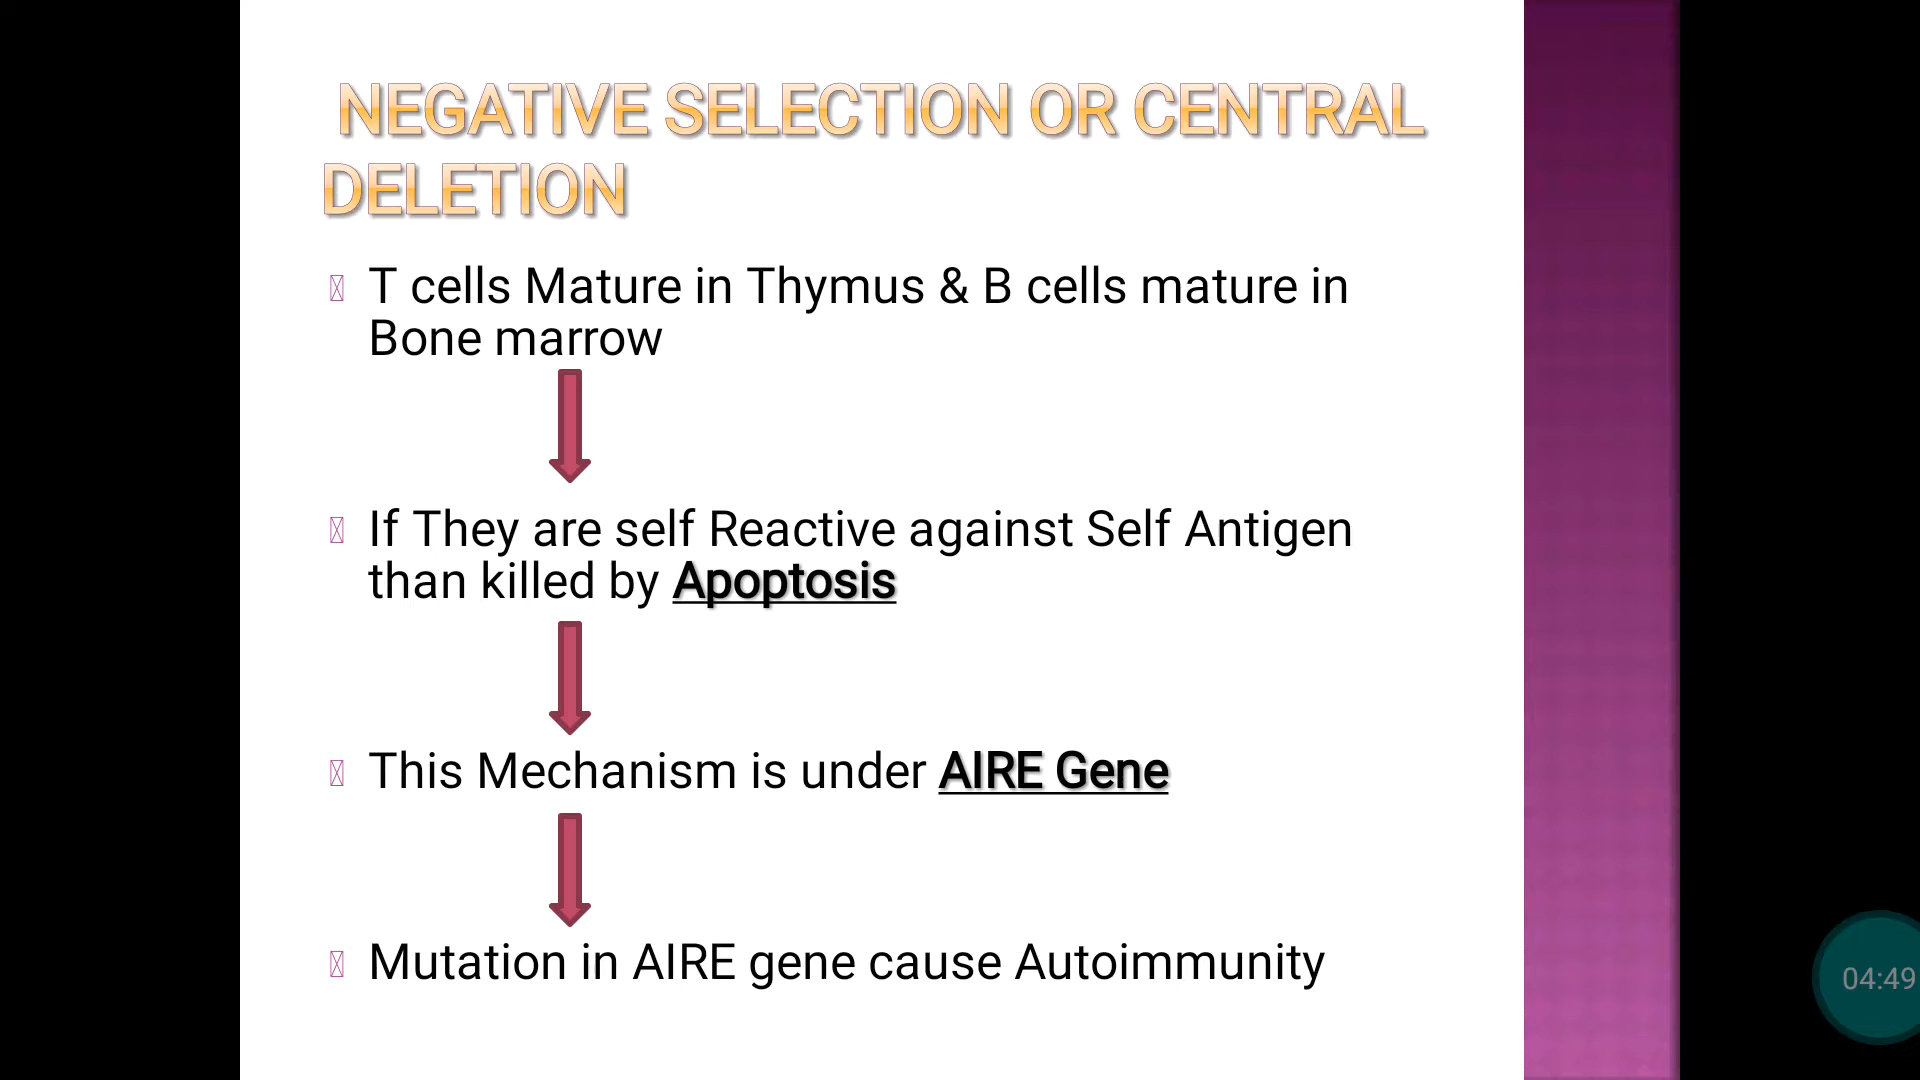 NEGATIVE SELECTION OR CENTRAL
DELETION
T cells Mature in Thymus & B cells mature in
Bone marrow
If They are self Reactive against Self Antigen
than killed by Apoptosis
This Mechanism is under AIRE Gene
Mutation in AIRE gene cause Autoimmunity
04:49